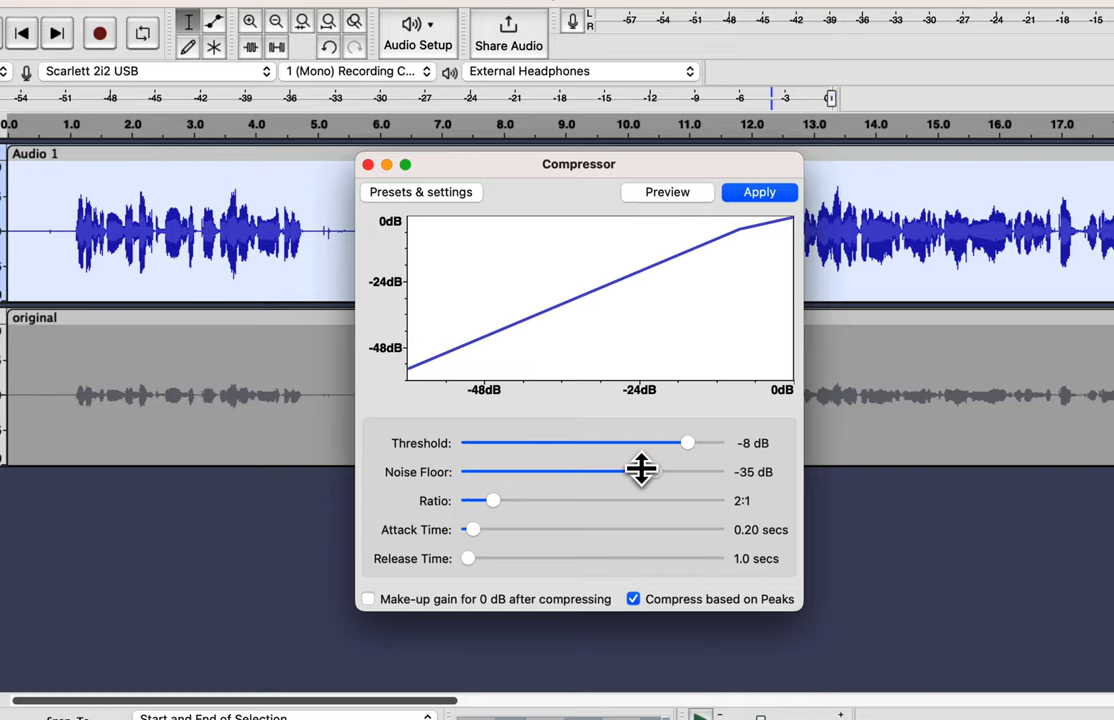 L
R
-57 -54 -51 -48 -45 -42 -39 -36 -33 -30 -27 -24 -21 -18 -15
Audio Setup
Share Audio
Scarlett 2i2 USB
1 (Mono) Recording C...
External Headphones
-54 -51 -48 -45 -42 -39 -36 -33 -30 -27 -24 -21 -18 -15 -12 -9 -6 -3 0
0.0 1.0 2.0 3.0 4.0 5.0 6.0 7.0 8.0 9.0 10.0 11.0 12.0 13.0 14.0 15.0 16.0 17.0
Audio 1
Compressor
Presets & settings
Preview
Apply
0dB
-24dB
-48dB
-48dB -24dB 0dB
original
Threshold: -8 dB
Noise Floor: -35 dB
Ratio: 2:1
Attack Time: 0.20 secs
Release Time: 1.0 secs
Make-up gain for 0 dB after compressing
Compress based on Peaks
Snap To
Start and End of Selection